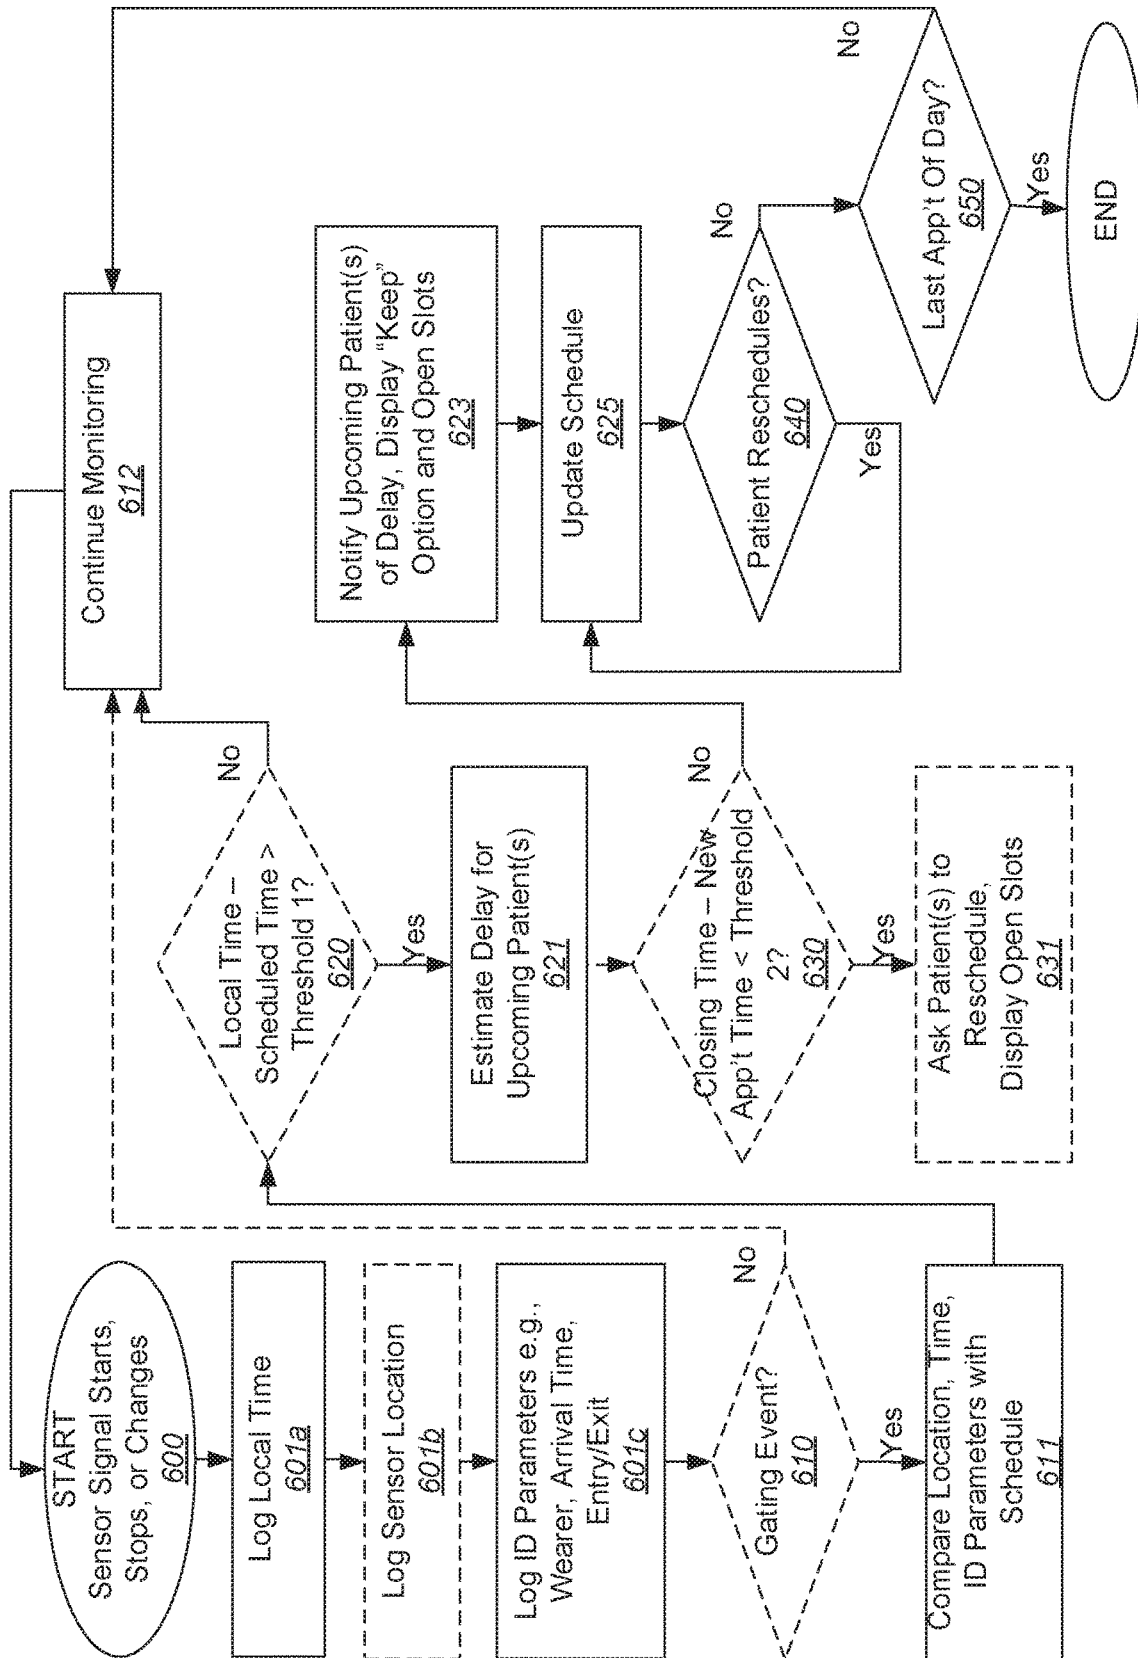 START
Sensor Signal Starts,
Stops, or Changes
600
Log Local Time
601a
Log Sensor Location
601b
Log ID Parameters e.g.,
Wearer, Arrival Time,
Entry/Exit
601c
Gating Event?
610
No
Yes
Compare Location, Time,
ID Parameters with
Schedule
611
Local Time –
Scheduled Time >
Threshold 1?
620
No
Yes
Estimate Delay for
Upcoming Patient(s)
621
Closing Time – New
App't Time < Threshold
2?
630
No
Yes
Ask Patient(s) to
Reschedule,
Display Open Slots
631
Continue Monitoring
612
Notify Upcoming Patient(s)
of Delay, Display “Keep”
Option and Open Slots
623
Update Schedule
625
Patient Reschedules?
640
No
Yes
Last App't Of Day?
650
No
Yes
END